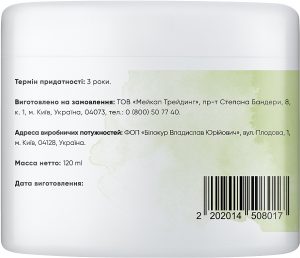 Термін придатності: 3 роки.
Виготовлено на замовлення: ТОВ «Мейкап Трейдинг», пр-т Степана Бандери, 8,
к. 1, м. Київ, Україна, 04073, тел.: 0 (800) 50 77 40.
Адреса виробничих потужностей: ФОП «Білокур Владислав Юрійович», вул. Плодова, 1,
м. Київ, 04128, Україна.
Масса нетто: 120 ml
Дата виготовлення:
2 202014 508017 >